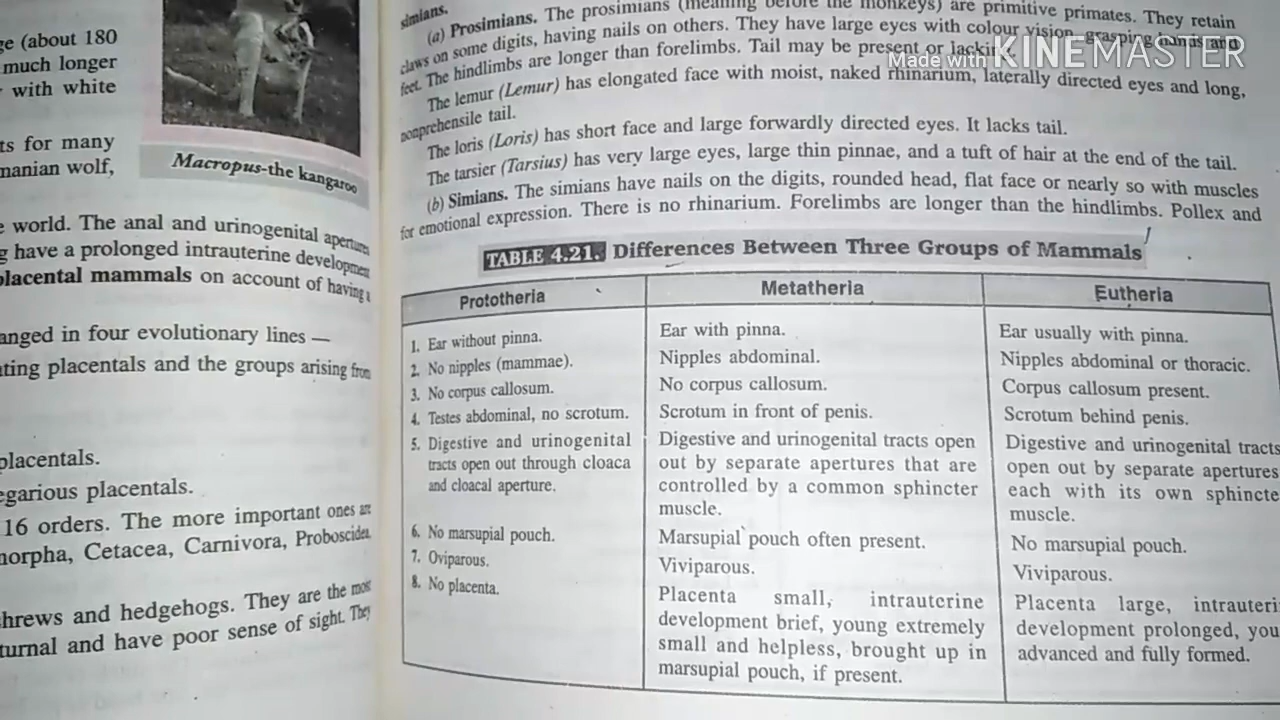 ge (about 180
much longer
with white
ts for many
manian wolf,
Macropus-the kangaroo
e world. The anal and urinogenital apertures
g have a prolonged intrauterine development
placental mammals on account of having a
anged in four evolutionary lines —
ting placentals and the groups arising from
placentals.
egarious placentals.
16 orders. The more important ones are
norpha, Cetacea, Carnivora, Proboscidea,
hrews and hedgehogs. They are the most
turnal and have poor sense of sight. They
simians.
(a) Prosimians. The prosimians (meaning before the monkeys) are primitive primates. They retain
claws on some digits, having nails on others. They have large eyes with colour vision, grasping hands and
feet. The hindlimbs are longer than forelimbs. Tail may be present or lacking.
Made with KINEMASTER
The lemur (Lemur) has elongated face with moist, naked rhinarium, laterally directed eyes and long,
nonprehensile tail.
The loris (Loris) has short face and large forwardly directed eyes. It lacks tail.
The tarsier (Tarsius) has very large eyes, large thin pinnae, and a tuft of hair at the end of the tail.
(b) Simians. The simians have nails on the digits, rounded head, flat face or nearly so with muscles
for emotional expression. There is no rhinarium. Forelimbs are longer than the hindlimbs. Pollex and
TABLE 4.21. Differences Between Three Groups of Mammals
Prototheria Metatheria Eutheria
1. Ear without pinna. Ear with pinna. Ear usually with pinna.
2. No nipples (mammae). Nipples abdominal. Nipples abdominal or thoracic.
3. No corpus callosum. No corpus callosum. Corpus callosum present.
4. Testes abdominal, no scrotum. Scrotum in front of penis. Scrotum behind penis.
5. Digestive and urinogenital Digestive and urinogenital tracts open Digestive and urinogenital tracts
tracts open out through cloaca out by separate apertures that are open out by separate apertures
and cloacal aperture. controlled by a common sphincter each with its own sphincte
muscle. muscle.
6. No marsupial pouch. Marsupial pouch often present. No marsupial pouch.
7. Oviparous. Viviparous. Viviparous.
8. No placenta. Placenta small, intrauterine Placenta large, intrauteri
development brief, young extremely development prolonged, you
small and helpless, brought up in advanced and fully formed.
marsupial pouch, if present.